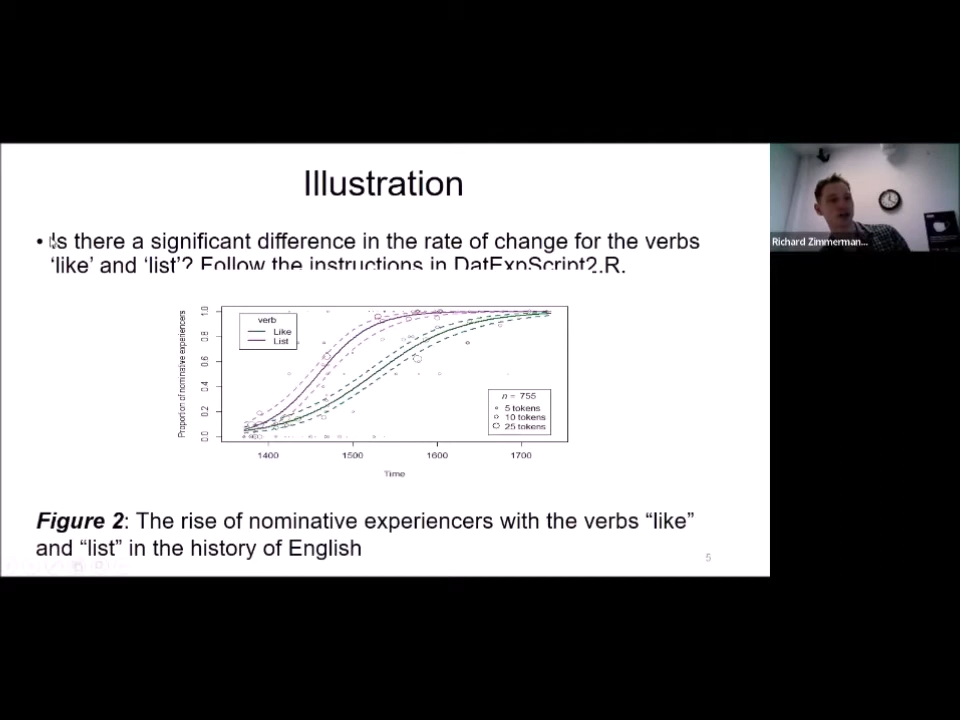 Illustration
• Is there a significant difference in the rate of change for the verbs
‘like’ and ‘list’? Follow the instructions in DatExpScript2.R.
Proportion of nominative experiencers
0.0 0.2 0.4 0.6 0.8 1.0
verb
Like
List
n = 755
5 tokens
10 tokens
25 tokens
1400 1500 1600 1700
Time
Figure 2: The rise of nominative experiencers with the verbs “like”
and “list” in the history of English
5
Richard Zimmerman...